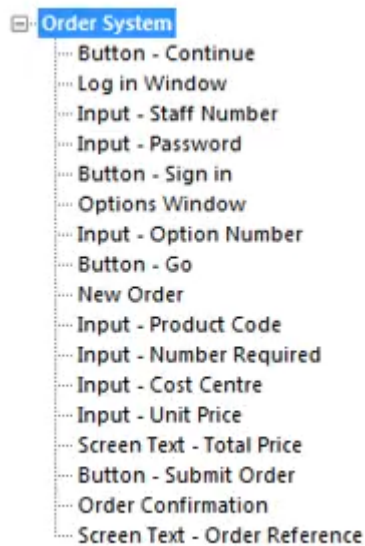 Order System
Button - Continue
Log in Window
Input - Staff Number
Input - Password
Button - Sign in
Options Window
Input - Option Number
Button - Go
New Order
Input - Product Code
Input - Number Required
Input - Cost Centre
Input - Unit Price
Screen Text - Total Price
Button - Submit Order
Order Confirmation
Screen Text - Order Reference